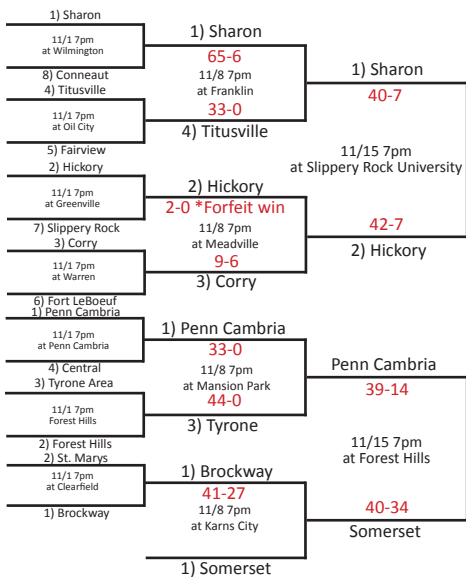 1) Sharon
11/1 7pm
at Wilmington
8) Conneaut
4) Titusville
11/1 7pm
at Oil City
5) Fairview
2) Hickory
11/1 7pm
at Greenville
7) Slippery Rock
3) Corry
11/1 7pm
at Warren
6) Fort LeBoeuf
1) Penn Cambria
11/1 7pm
at Penn Cambria
4) Central
3) Tyrone Area
11/1 7pm
Forest Hills
2) Forest Hills
2) St. Marys
11/1 7pm
at Clearfield
1) Brockway
1) Sharon
65-6
11/8 7pm
at Franklin
33-0
4) Titusville
2) Hickory
2-0 *Forfeit win
11/8 7pm
at Meadville
9-6
3) Corry
1) Penn Cambria
33-0
11/8 7pm
at Mansion Park
44-0
3) Tyrone
1) Brockway
41-27
11/8 7pm
at Karns City
1) Somerset
1) Sharon
40-7
11/15 7pm
at Slippery Rock University
42-7
2) Hickory
Penn Cambria
39-14
11/15 7pm
at Forest Hills
40-34
Somerset